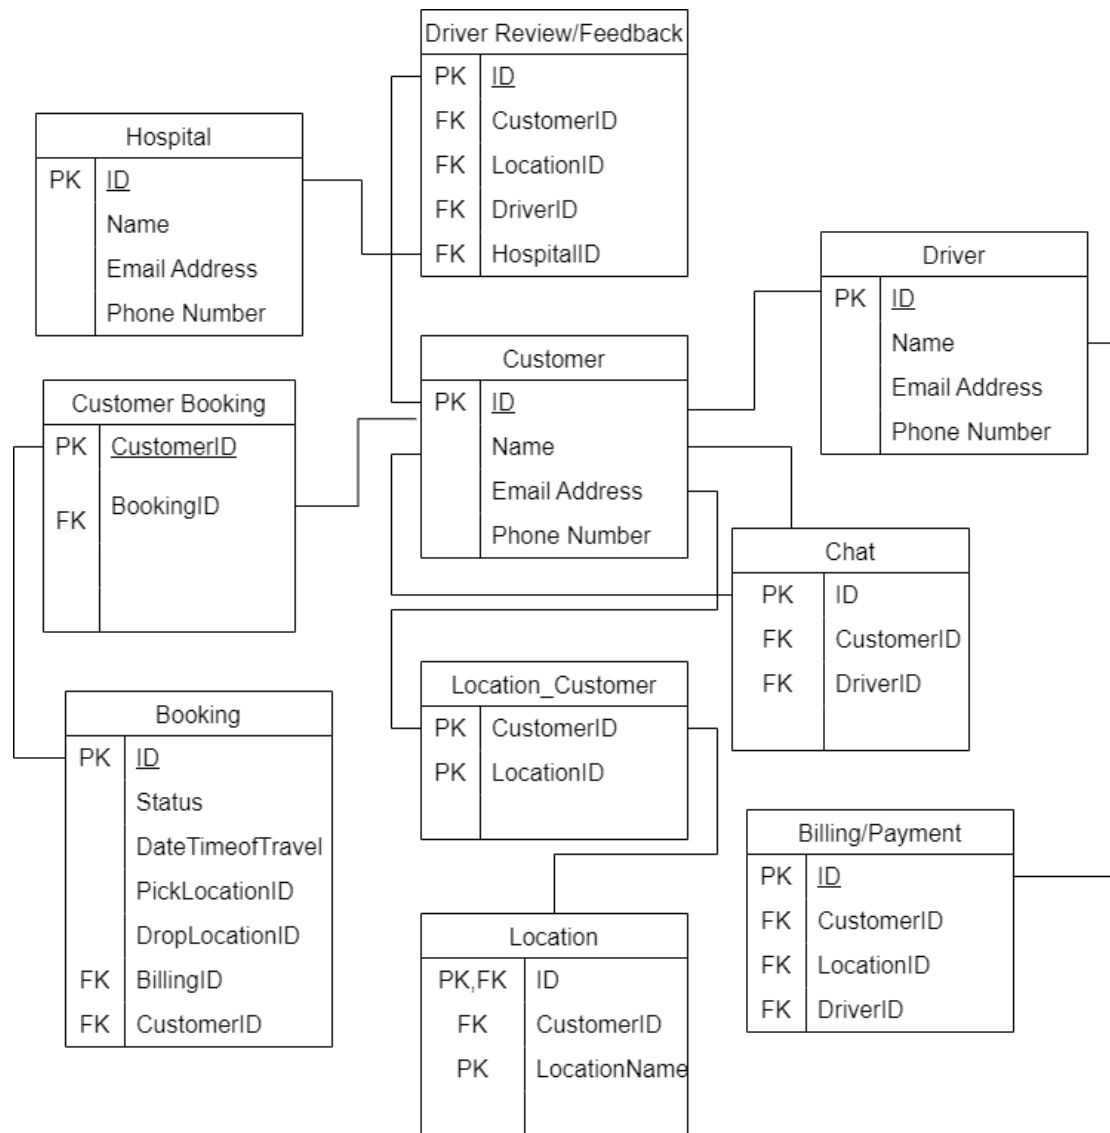 Driver Review/Feedback
PK ID
FK CustomerID
FK LocationID
FK DriverID
FK HospitalID
Hospital
PK ID
Name
Email Address
Phone Number
Driver
PK ID
Name
Email Address
Phone Number
Customer
PK ID
Name
Email Address
Phone Number
Customer Booking
PK CustomerID
FK BookingID
Chat
PK ID
FK CustomerID
FK DriverID
Location_Customer
PK CustomerID
PK LocationID
Booking
PK ID
Status
DateTimeofTravel
PickLocationID
DropLocationID
FK BillingID
FK CustomerID
Billing/Payment
PK ID
FK CustomerID
FK LocationID
FK DriverID
Location
PK,FK ID
FK CustomerID
PK LocationName